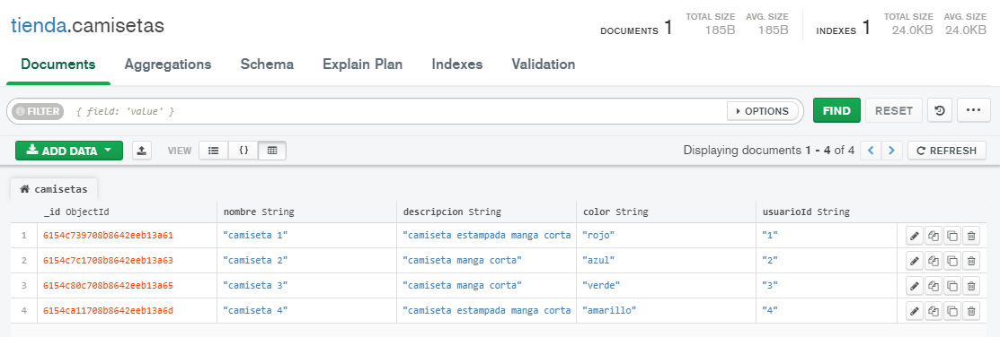 tienda.camisetas
DOCUMENTS 1 TOTAL SIZE 185B AVG. SIZE 185B INDEXES 1 TOTAL SIZE 24.0KB AVG. SIZE 24.0KB
Documents Aggregations Schema Explain Plan Indexes Validation
FILTER { field: 'value' } OPTIONS FIND RESET ...
ADD DATA VIEW {} Displaying documents 1 - 4 of 4 < > REFRESH
camisetas
_id ObjectId nombre String descripcion String color String usuarioId String
1 6154c739708b8642eeb13a61 "camiseta 1" "camiseta estampada manga corta "rojo" "1"
2 6154c7c1708b8642eeb13a63 "camiseta 2" "camiseta manga corta" "azul" "2"
3 6154c80c708b8642eeb13a65 "camiseta 3" "camiseta manga corta" "verde" "3"
4 6154ca11708b8642eeb13a6d "camiseta 4" "camiseta estampada manga corta "amarillo" "4"